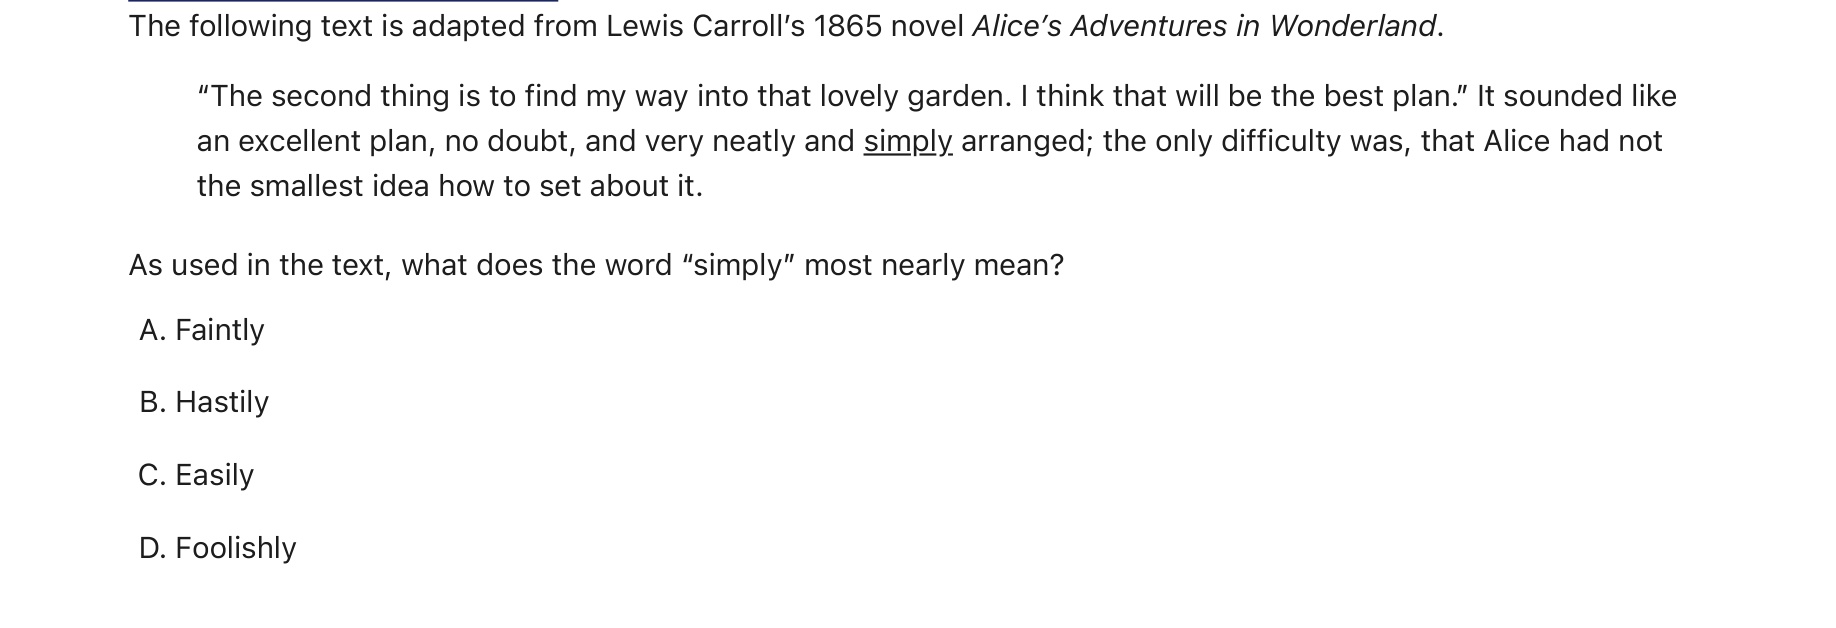 The following text is adapted from Lewis Carroll’s 1865 novel Alice’s Adventures in Wonderland.
“The second thing is to find my way into that lovely garden. I think that will be the best plan.” It sounded like
an excellent plan, no doubt, and very neatly and simply arranged; the only difficulty was, that Alice had not
the smallest idea how to set about it.
As used in the text, what does the word “simply” most nearly mean?
A. Faintly
B. Hastily
C. Easily
D. Foolishly